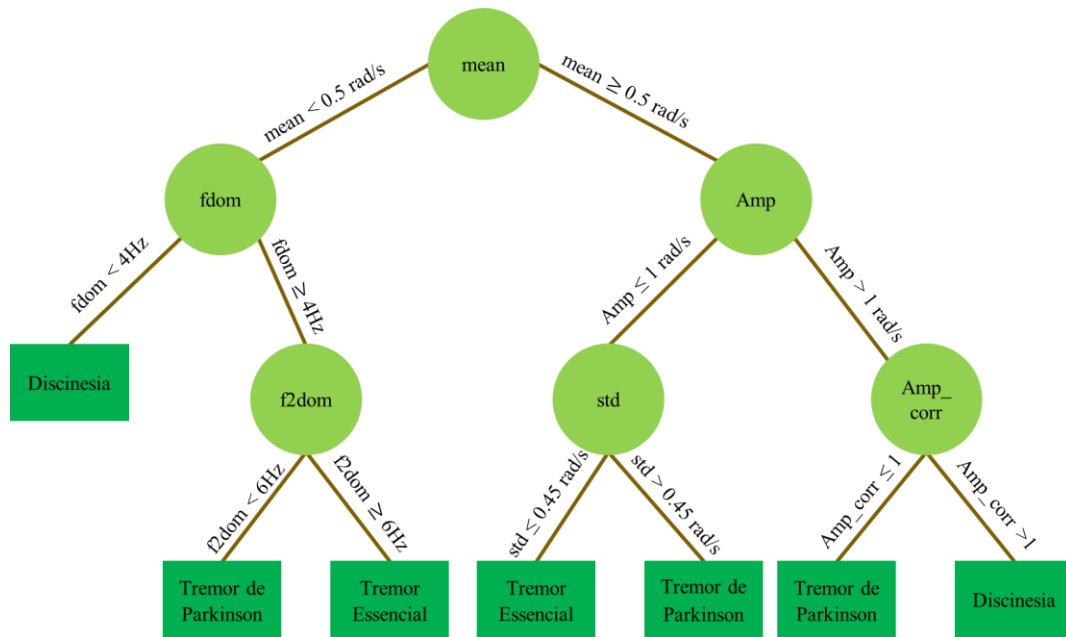 mean
mean < 0.5 rad/s
mean ≥ 0.5 rad/s
fdom
Amp
fdom < 4Hz
fdom ≥ 4Hz
Amp ≤ 1 rad/s
Amp > 1 rad/s
Discinesia
f2dom
std
Amp_
corr
f2dom < 6Hz
f2dom ≥ 6Hz
std ≤ 0.45 rad/s
std > 0.45 rad/s
Amp_corr ≤ 1
Amp_corr >1
Tremor de
Parkinson
Tremor
Essencial
Tremor
Essencial
Tremor de
Parkinson
Tremor de
Parkinson
Discinesia